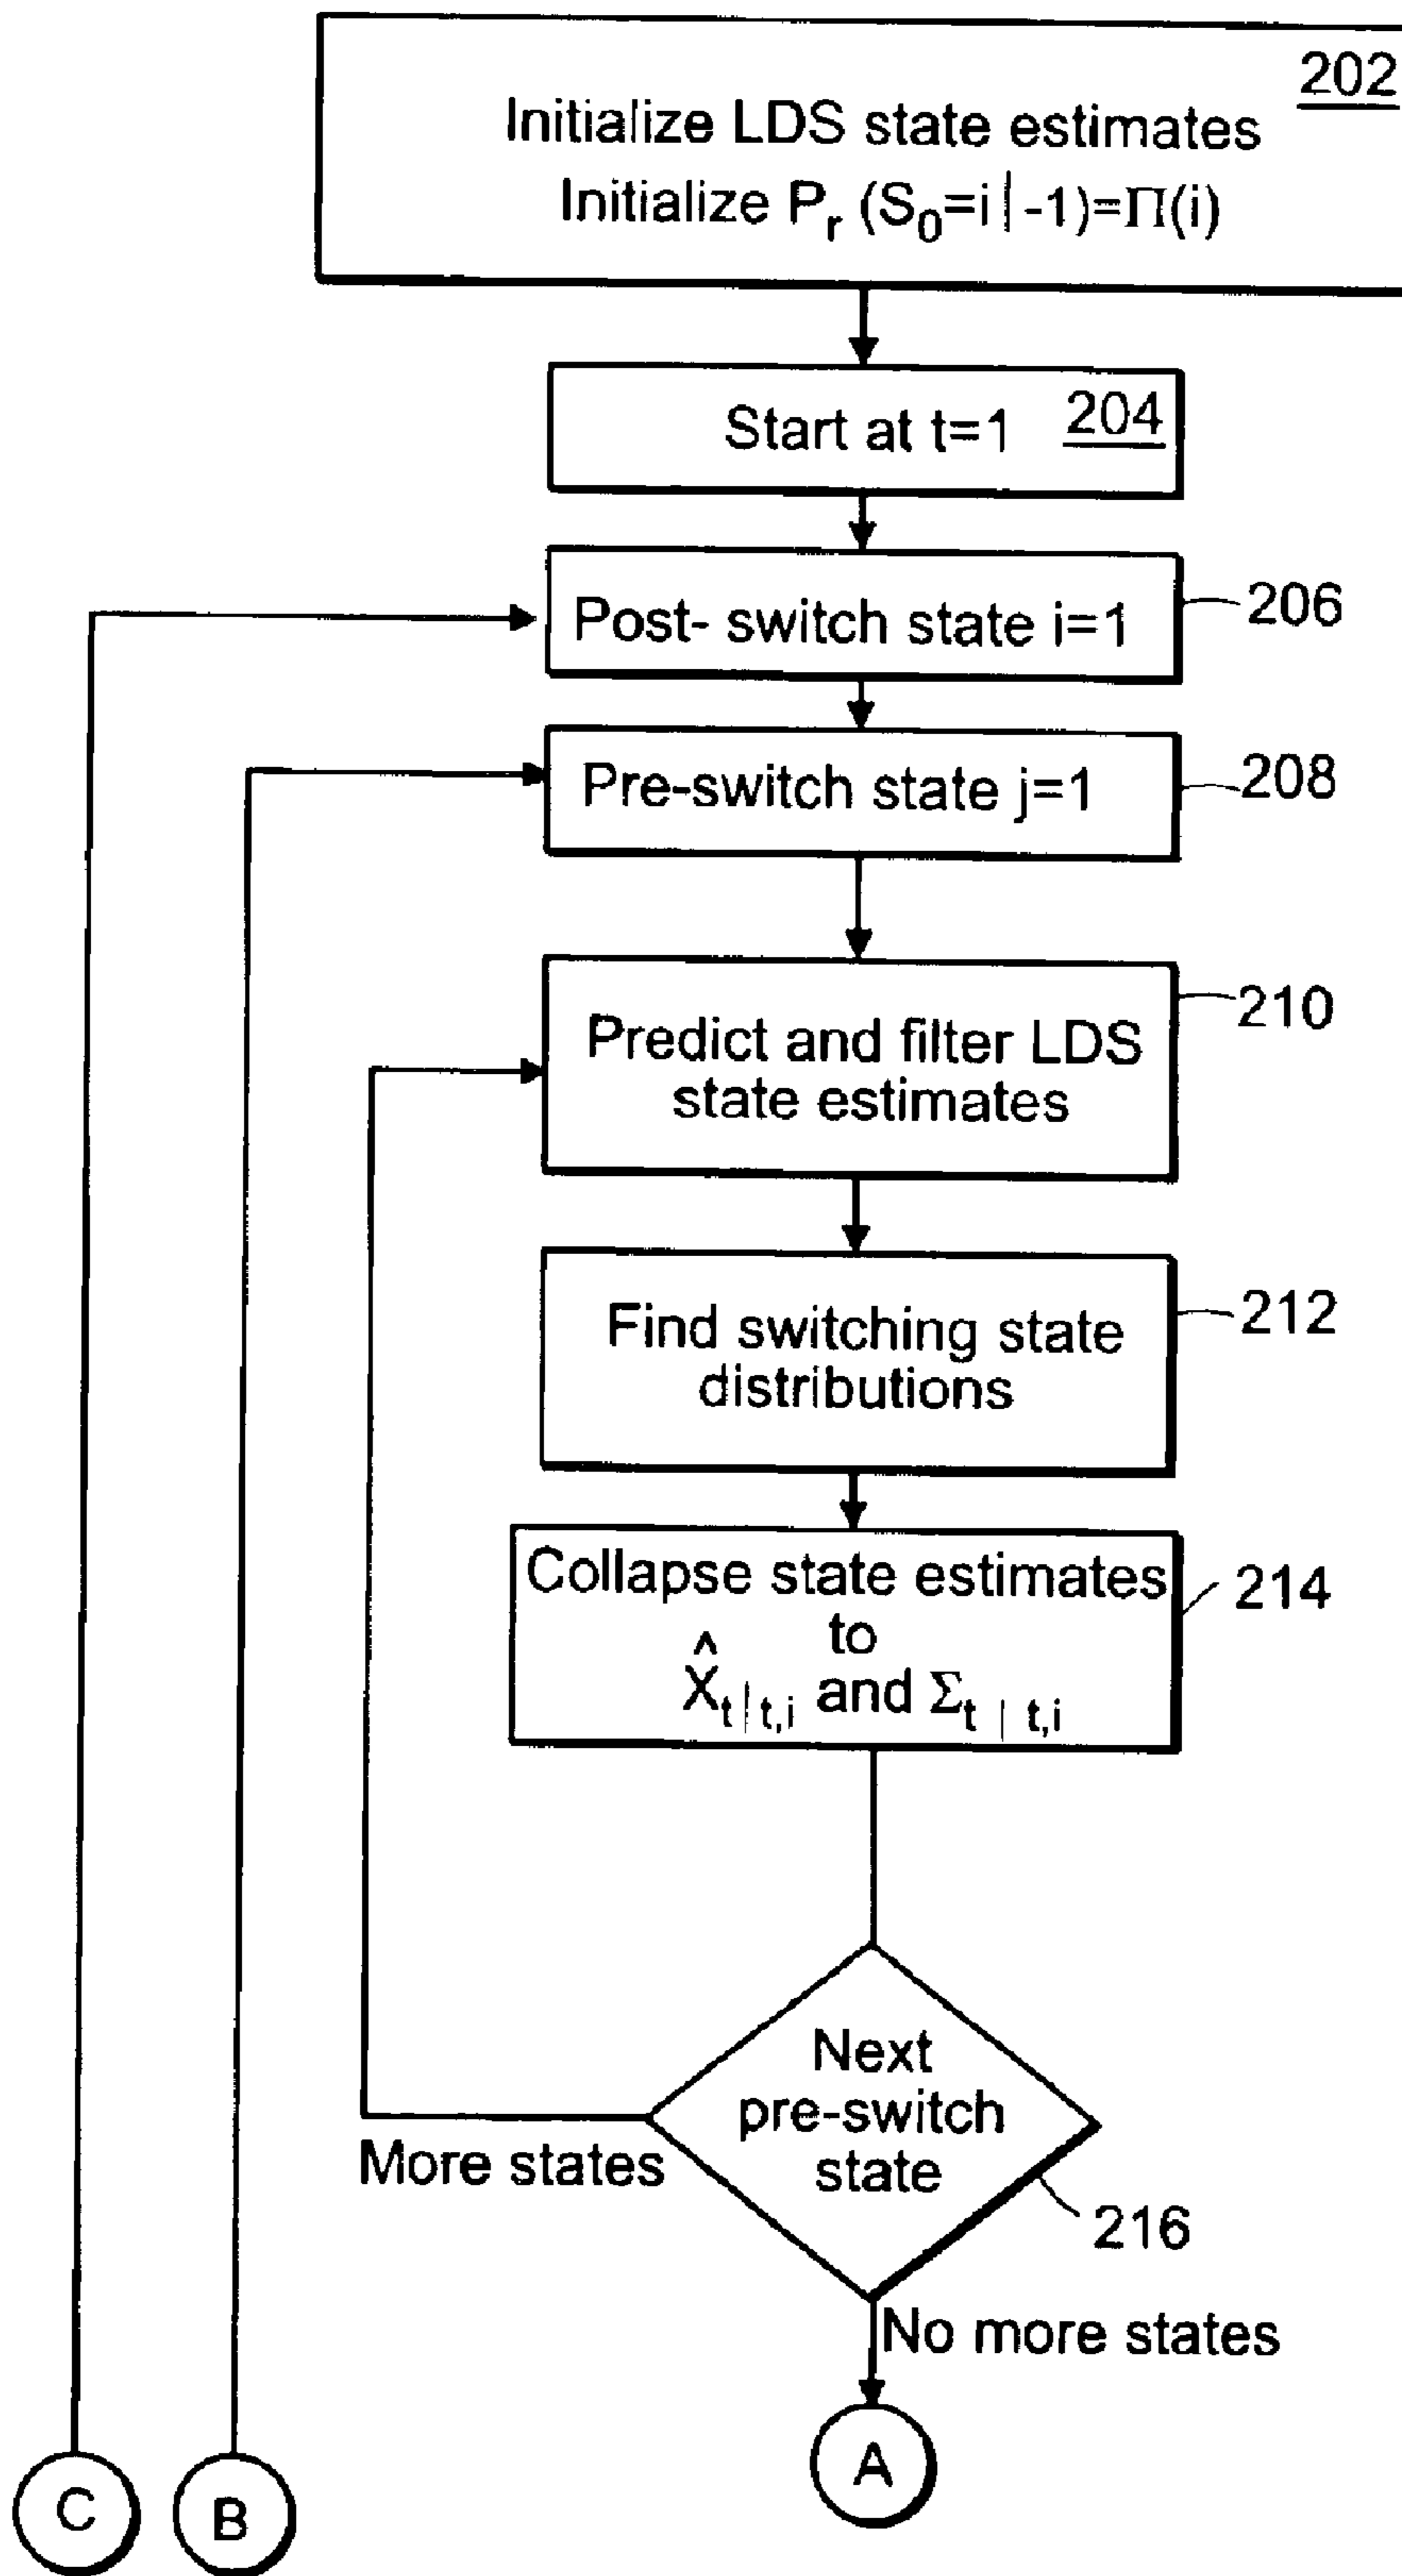 202
Initialize LDS state estimates
Initialize P_r (S_0=i | -1)=Π(i)
Start at t=1 204
Post- switch state i=1
206
Pre-switch state j=1
208
Predict and filter LDS
state estimates
210
Find switching state
distributions
212
Collapse state estimates
to
X̂_t|t,i and Σ_t | t,i
214
Next
pre-switch
state
More states
216
No more states
A
C
B